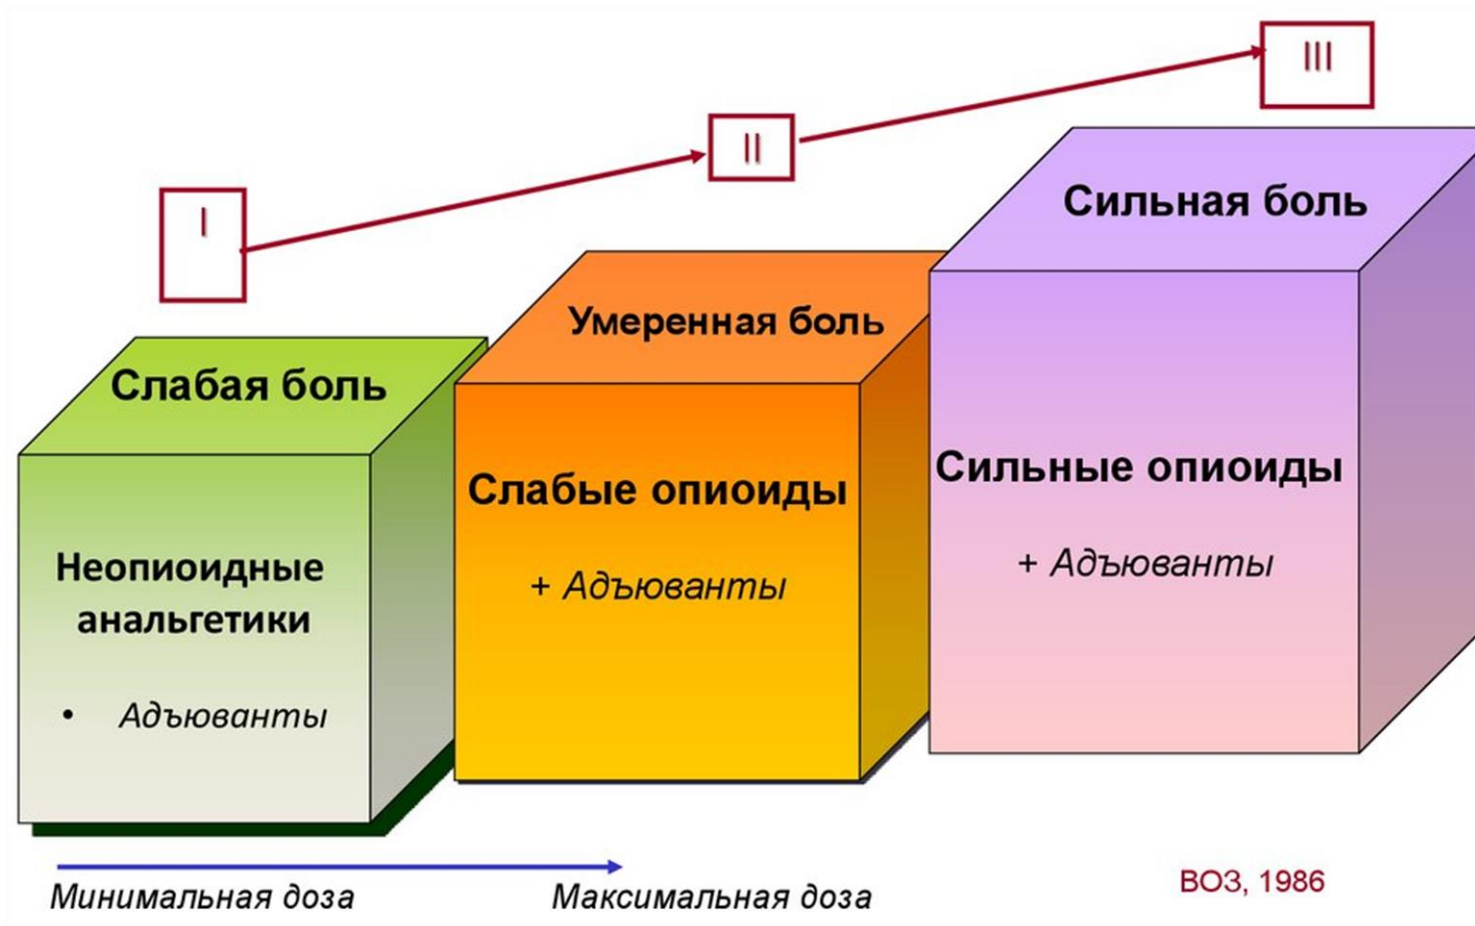 I
II
III
Слабая боль
Умеренная боль
Сильная боль
Неопиоидные
анальгетики
• Адъюванты
Слабые опиоиды
+ Адъюванты
Сильные опиоиды
+ Адъюванты
Минимальная доза
Максимальная доза
ВОЗ, 1986